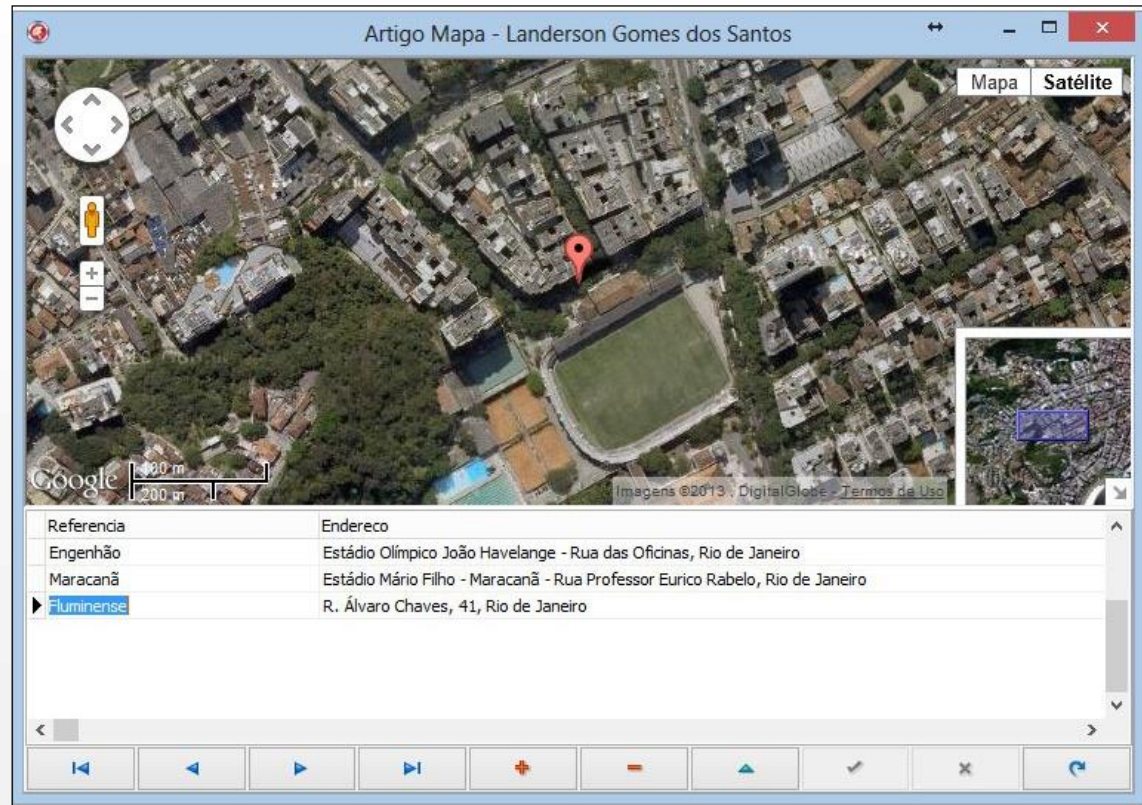 Artigo Mapa - Landerson Gomes dos Santos
Mapa Satélite
Google
100 m
200 m
Imagens ©2013 , DigitalGlobe - Termos de Uso
Referencia Endereco
Engenhão Estádio Olímpico João Havelange - Rua das Oficinas, Rio de Janeiro
Maracanã Estádio Mário Filho - Maracanã - Rua Professor Eurico Rabelo, Rio de Janeiro
Fluminense R. Álvaro Chaves, 41, Rio de Janeiro